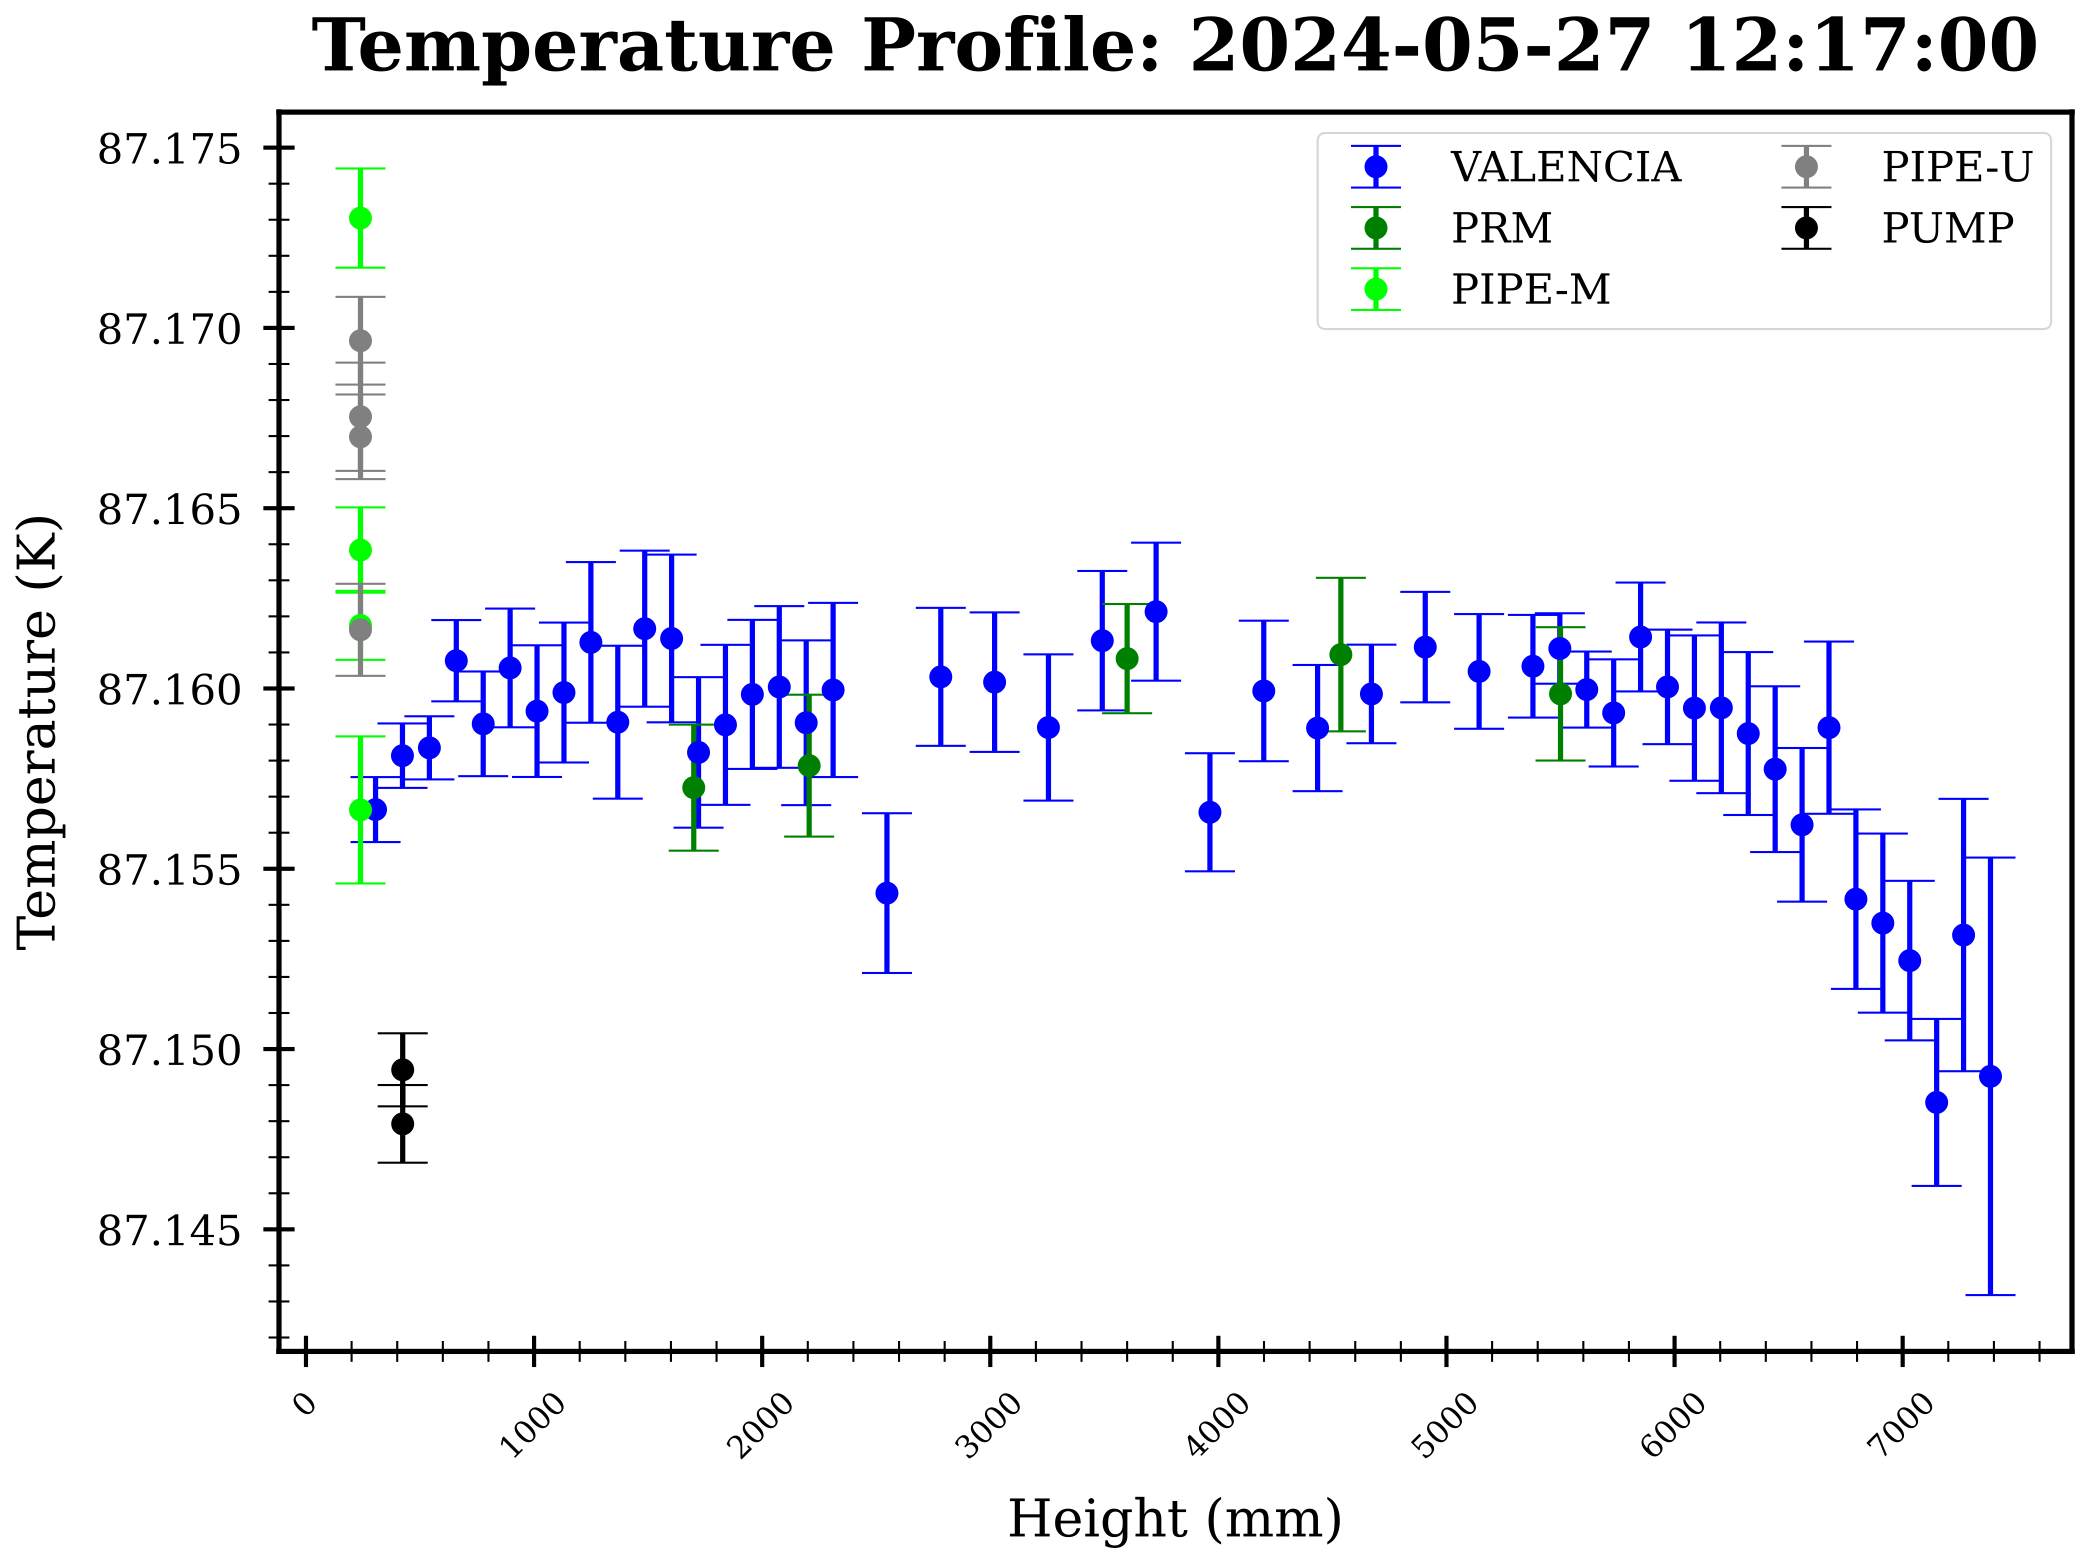 Temperature Profile: 2024-05-27 12:17:00
87.175
87.170
87.165
87.160
87.155
87.150
87.145
Temperature (K)
VALENCIA
PRM
PIPE-M
PIPE-U
PUMP
0
1000
2000
3000
4000
5000
6000
7000
Height (mm)